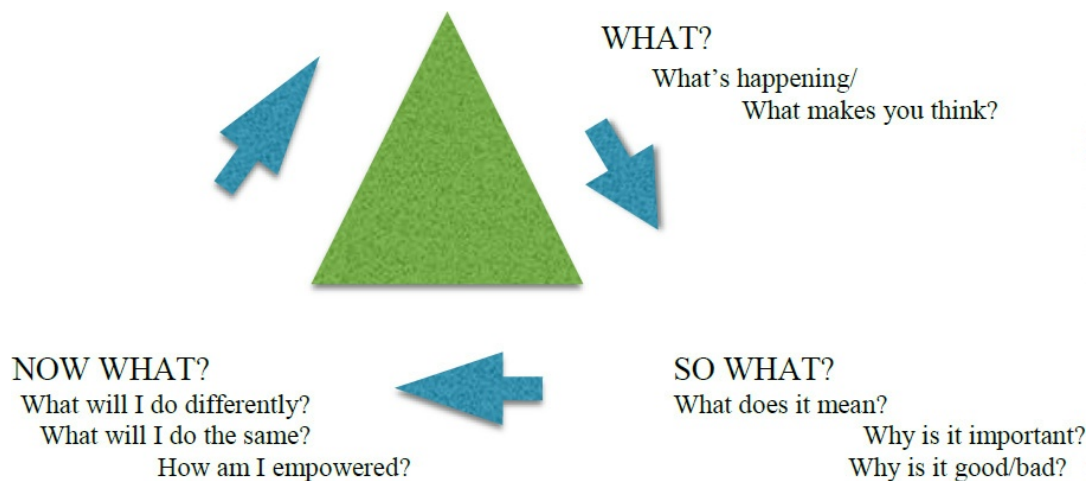 WHAT?
What's happening/
What makes you think?
SO WHAT?
What does it mean?
Why is it important?
Why is it good/bad?
NOW WHAT?
What will I do differently?
What will I do the same?
How am I empowered?